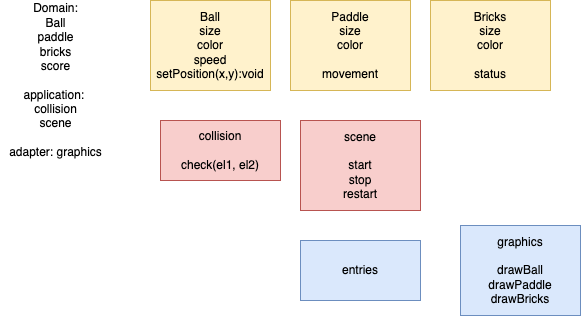 Domain:
Ball
paddle
bricks
score
application:
collision
scene
adapter: graphics
Ball
size
color
speed
setPosition(x,y):void
Paddle
size
color
movement
Bricks
size
color
status
collision
check(el1, el2)
scene
start
stop
restart
entries
graphics
drawBall
drawPaddle
drawBricks